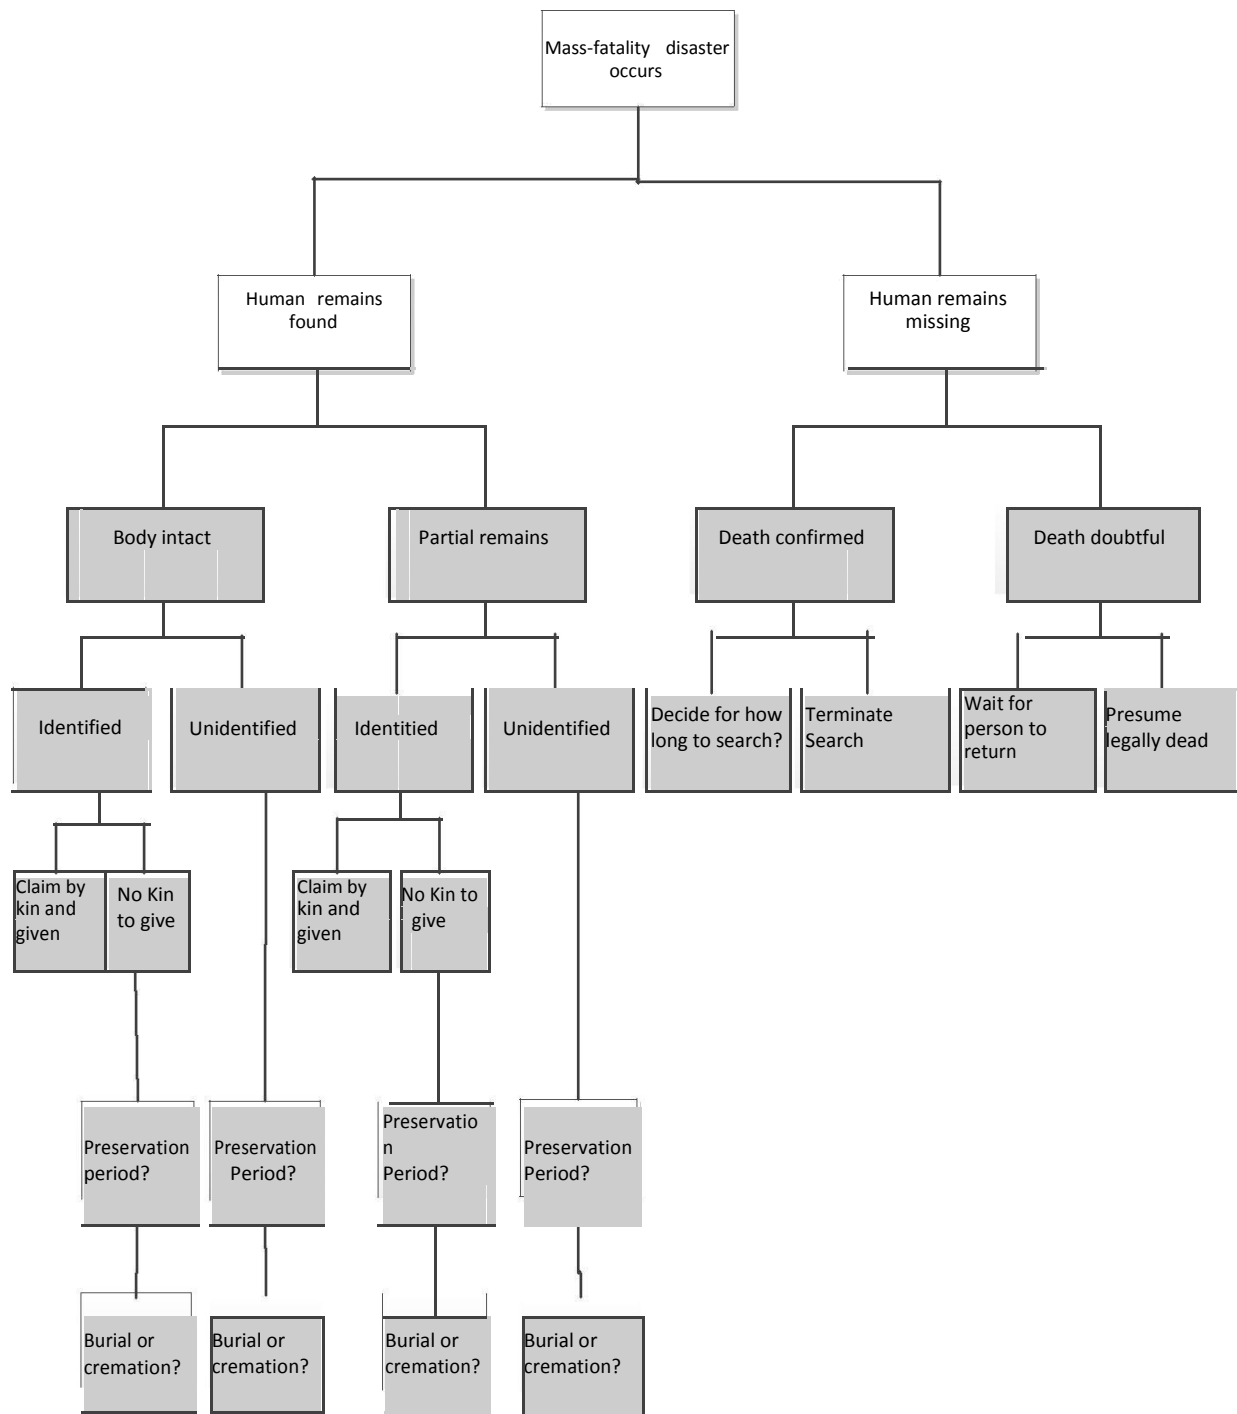 Mass-fatality disaster
occurs
Human remains
found
Human remains
missing
Body intact
Partial remains
Death confirmed
Death doubtful
Identified
Unidentified
Identitied
Unidentified
Decide for how
long to search?
Terminate
Search
Wait for
person to
return
Presume
legally dead
Claim by
kin and
given
No Kin
to give
Claim by
kin and
given
No Kin to
give
Preservation
period?
Preservation
Period?
Preservatio
n
Period?
Preservation
Period?
Burial or
cremation?
Burial or
cremation?
Burial or
cremation?
Burial or
cremation?